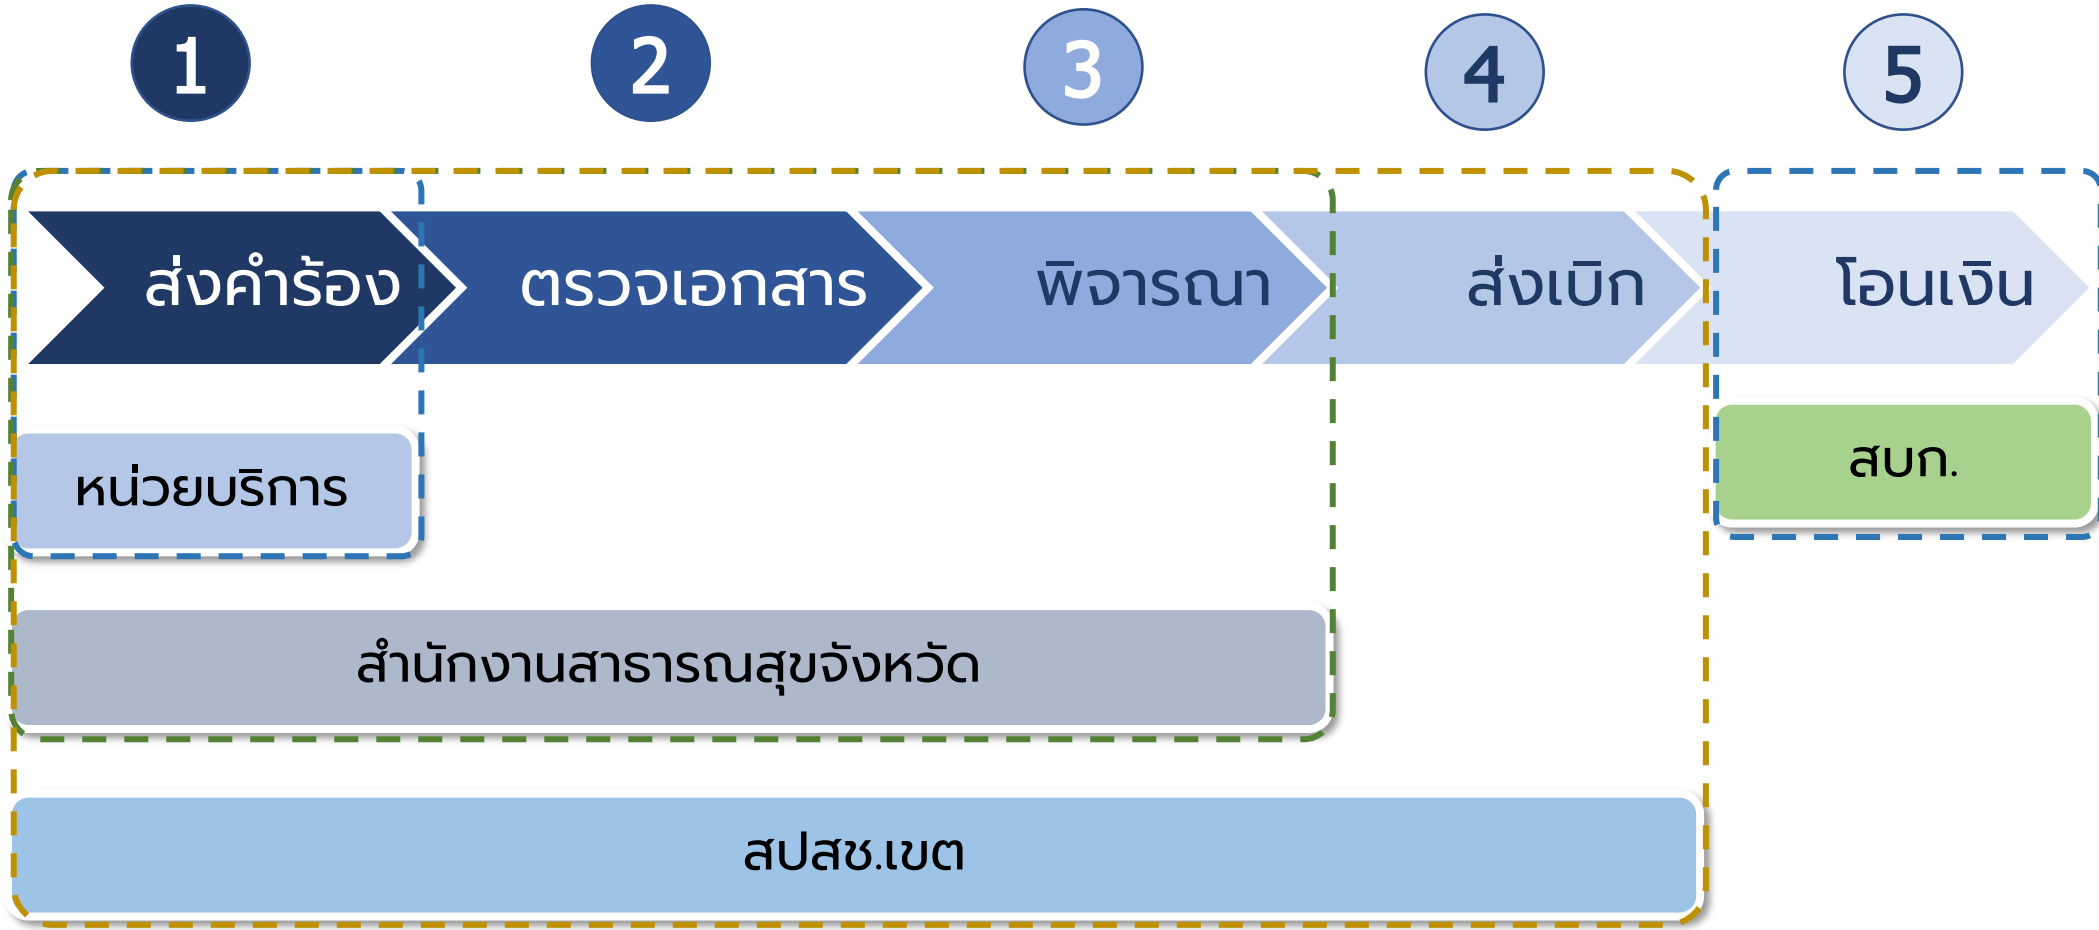 1
2
3
4
5
ส่งคำร้อง
ตรวจเอกสาร
พิจารณา
ส่งเบิก
โอนเงิน
หน่วยบริการ
สบก.
สำนักงานสาธารณสุขจังหวัด
สปสช.เขต